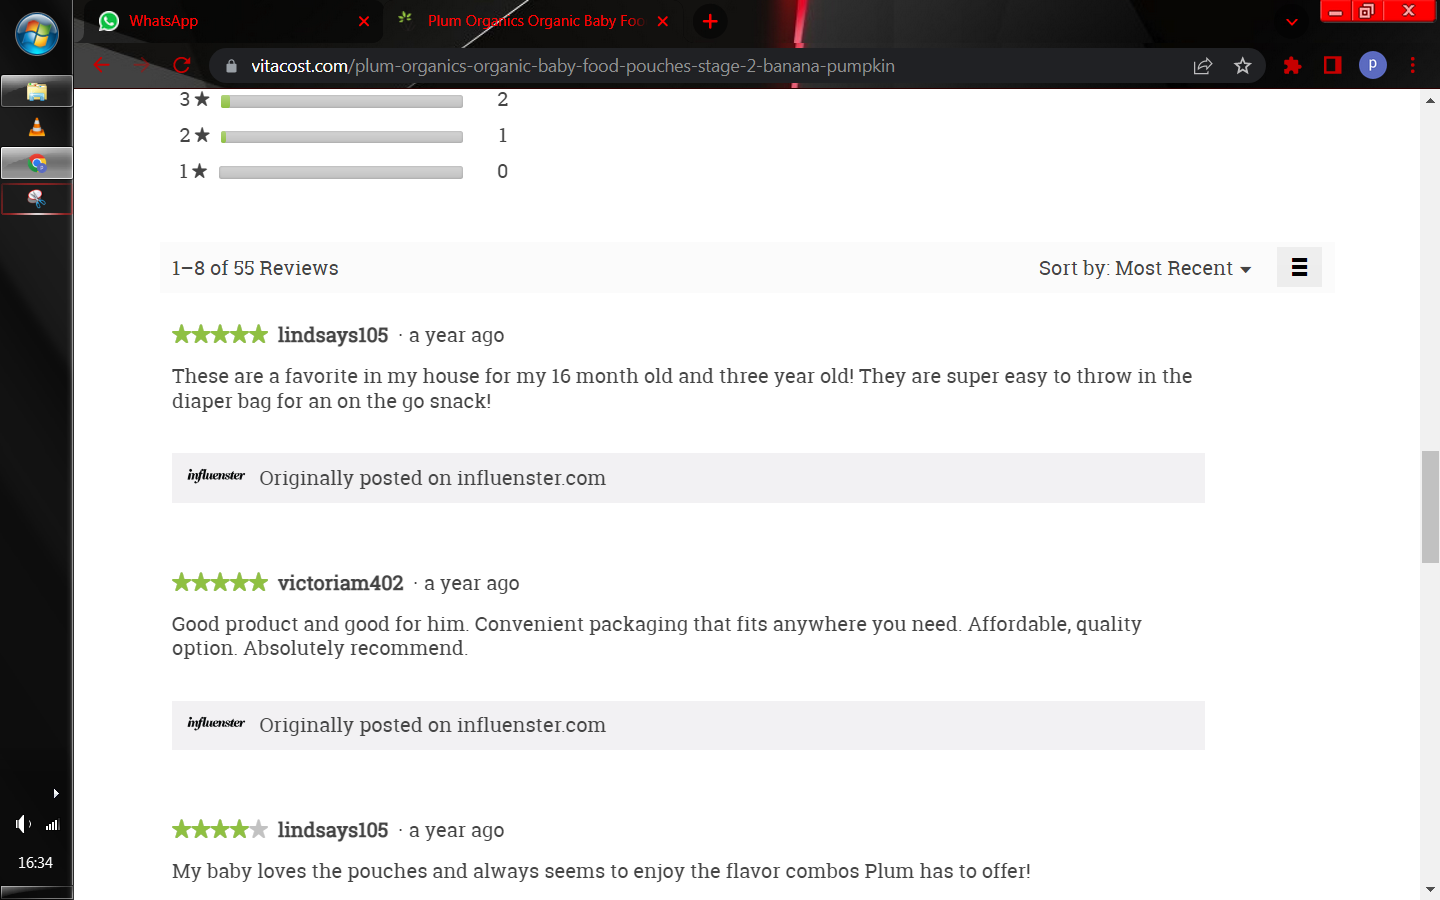 WhatsApp
Plum Organics Organic Baby Foo
vitacost.com/plum-organics-organic-baby-food-pouches-stage-2-banana-pumpkin
p
3★ 2
2★ 1
1★ 0
1–8 of 55 Reviews Sort by: Most Recent
lindsays105 · a year ago
These are a favorite in my house for my 16 month old and three year old! They are super easy to throw in the
diaper bag for an on the go snack!
influenster Originally posted on influenster.com
victoriam402 · a year ago
Good product and good for him. Convenient packaging that fits anywhere you need. Affordable, quality
option. Absolutely recommend.
influenster Originally posted on influenster.com
lindsays105 · a year ago
My baby loves the pouches and always seems to enjoy the flavor combos Plum has to offer!
16:34